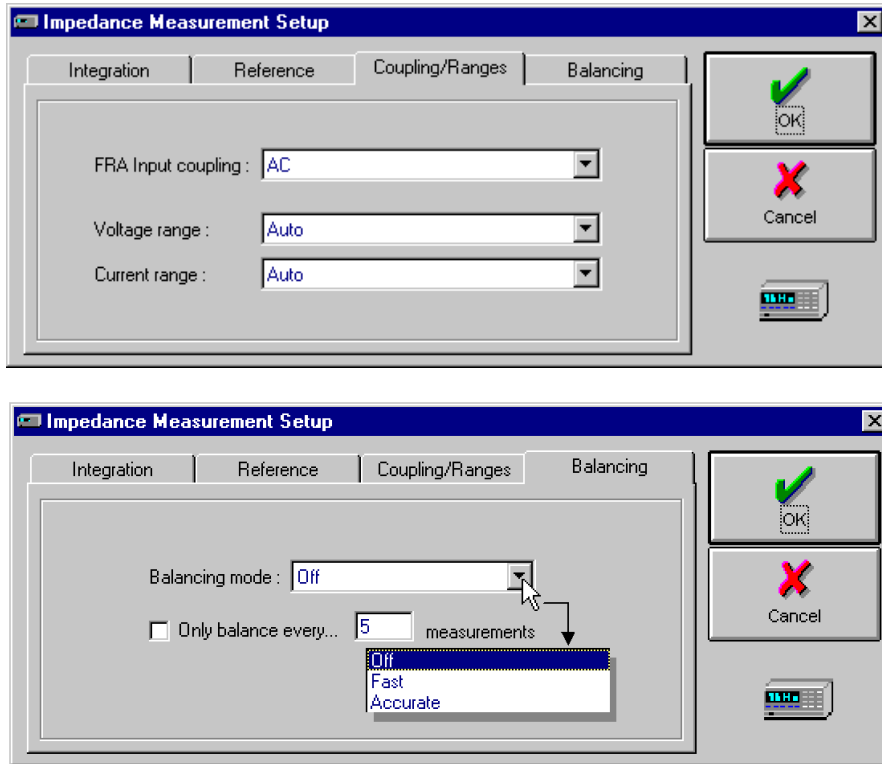 Impedance Measurement Setup
Integration Reference Coupling/Ranges Balancing
FRA Input coupling : AC
Voltage range : Auto
Current range : Auto
OK
Cancel
Impedance Measurement Setup
Integration Reference Coupling/Ranges Balancing
Balancing mode : Off
Only balance every... 5 measurements
Off
Fast
Accurate
OK
Cancel